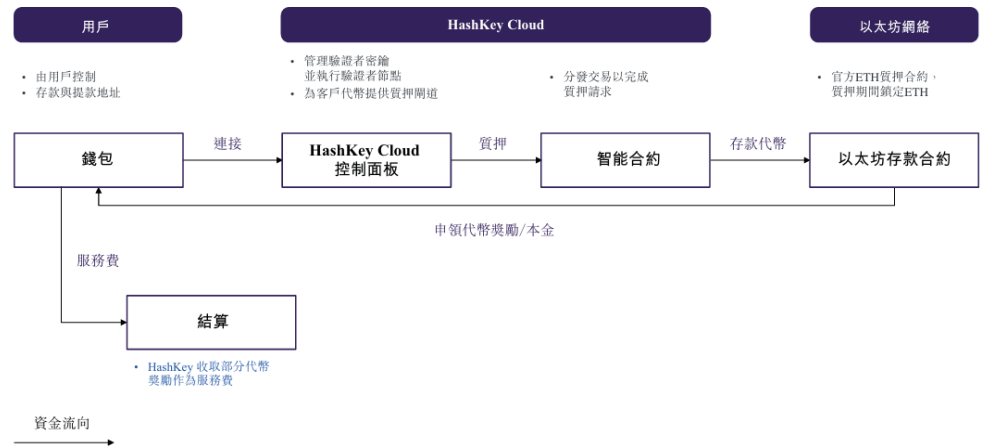 用戶
HashKey Cloud
以太坊網絡
• 由用戶控制
• 存款與提款地址
• 管理驗證者密鑰
並執行驗證者節點
• 為客戶代幣提供質押閘道
• 分發交易以完成
質押請求
• 官方ETH質押合約，
質押期間鎖定ETH
錢包
連接
HashKey Cloud
控制面板
質押
智能合約
存款代幣
以太坊存款合約
申領代幣獎勵/本金
服務費
結算
• HashKey 收取部分代幣
獎勵作為服務費
資金流向